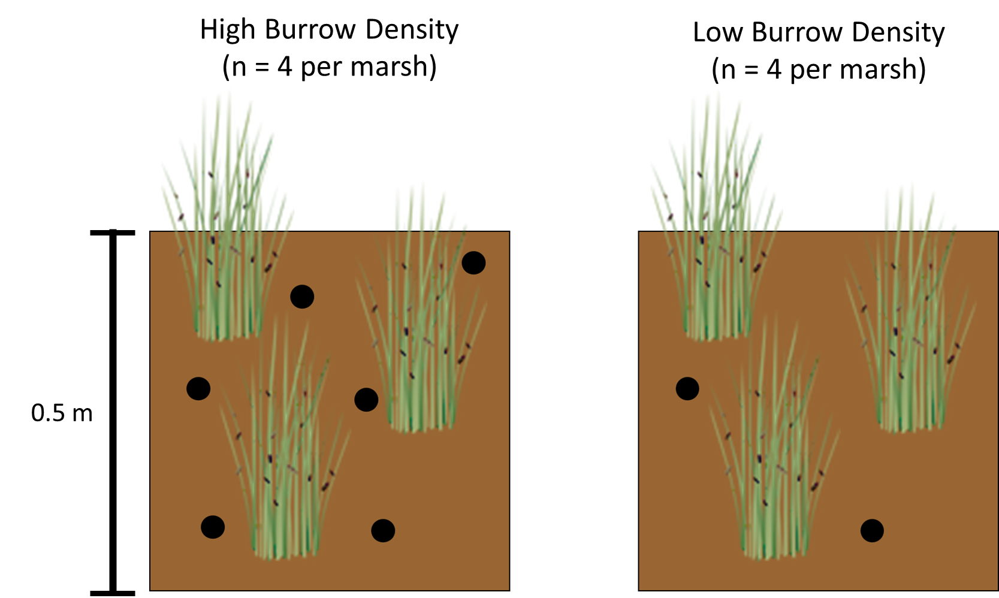 High Burrow Density
(n = 4 per marsh)
Low Burrow Density
(n = 4 per marsh)
0.5 m